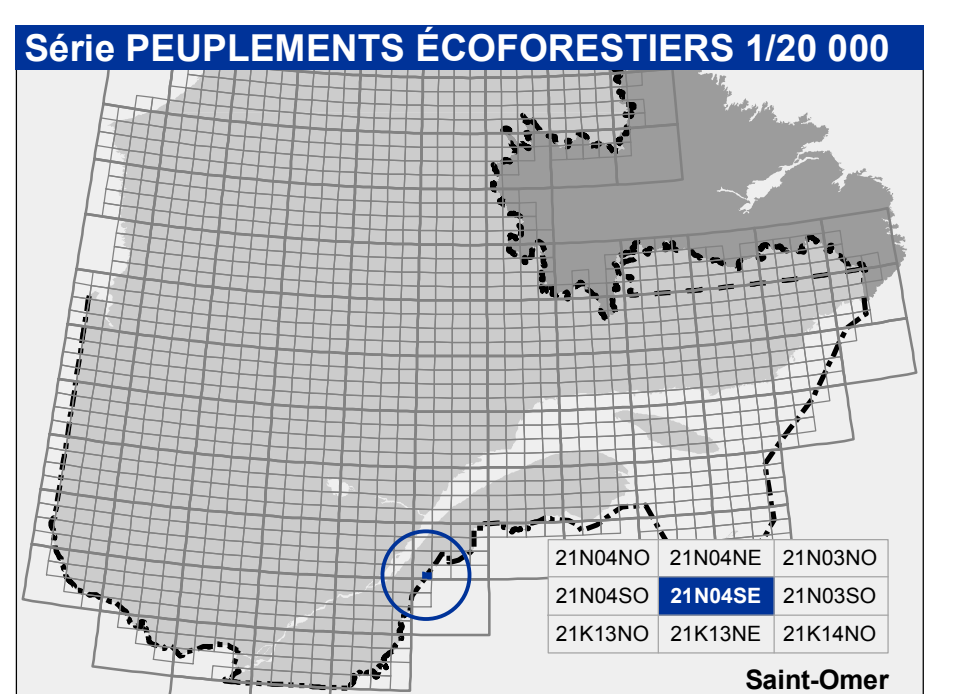 Série PEUPLEMENTS ÉCOFORESTIERS 1/20 000
21N04NO 21N04NE 21N03NO
21N04SO 21N04SE 21N03SO
21K13NO 21K13NE 21K14NO
Saint-Omer